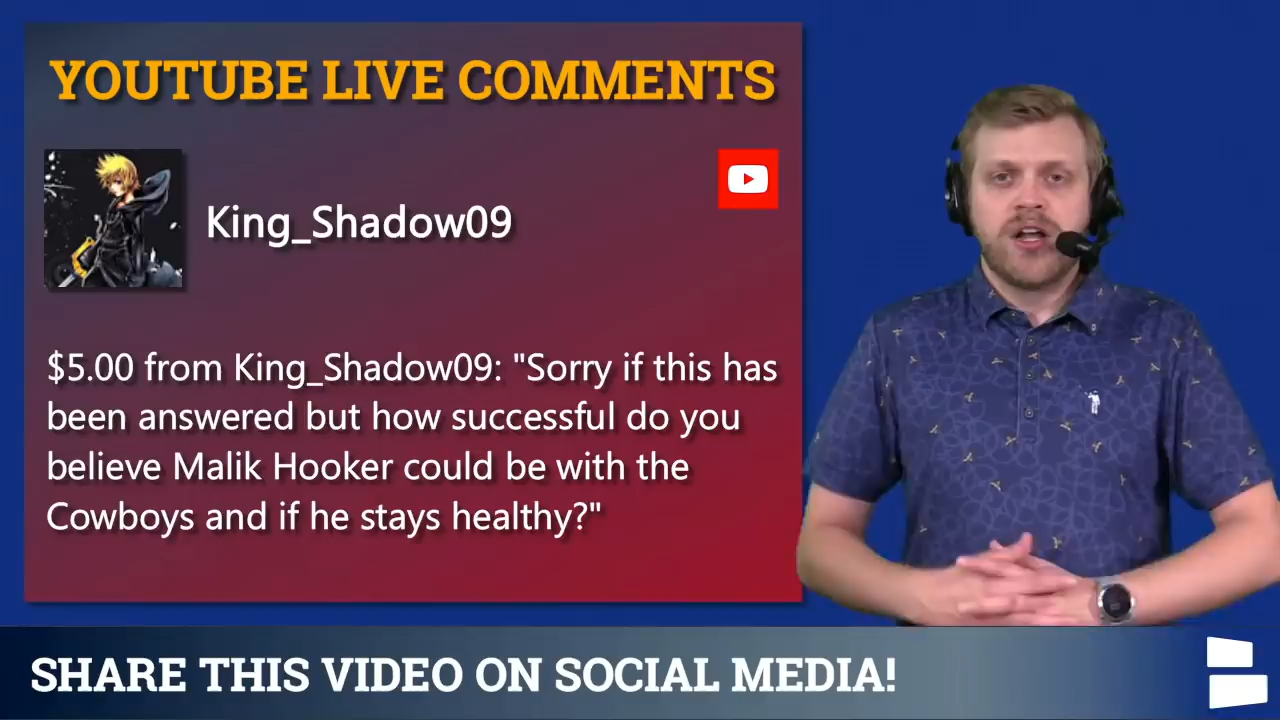 YOUTUBE LIVE COMMENTS
King_Shadow09
$5.00 from King_Shadow09: "Sorry if this has
been answered but how successful do you
believe Malik Hooker could be with the
Cowboys and if he stays healthy?"
SHARE THIS VIDEO ON SOCIAL MEDIA!